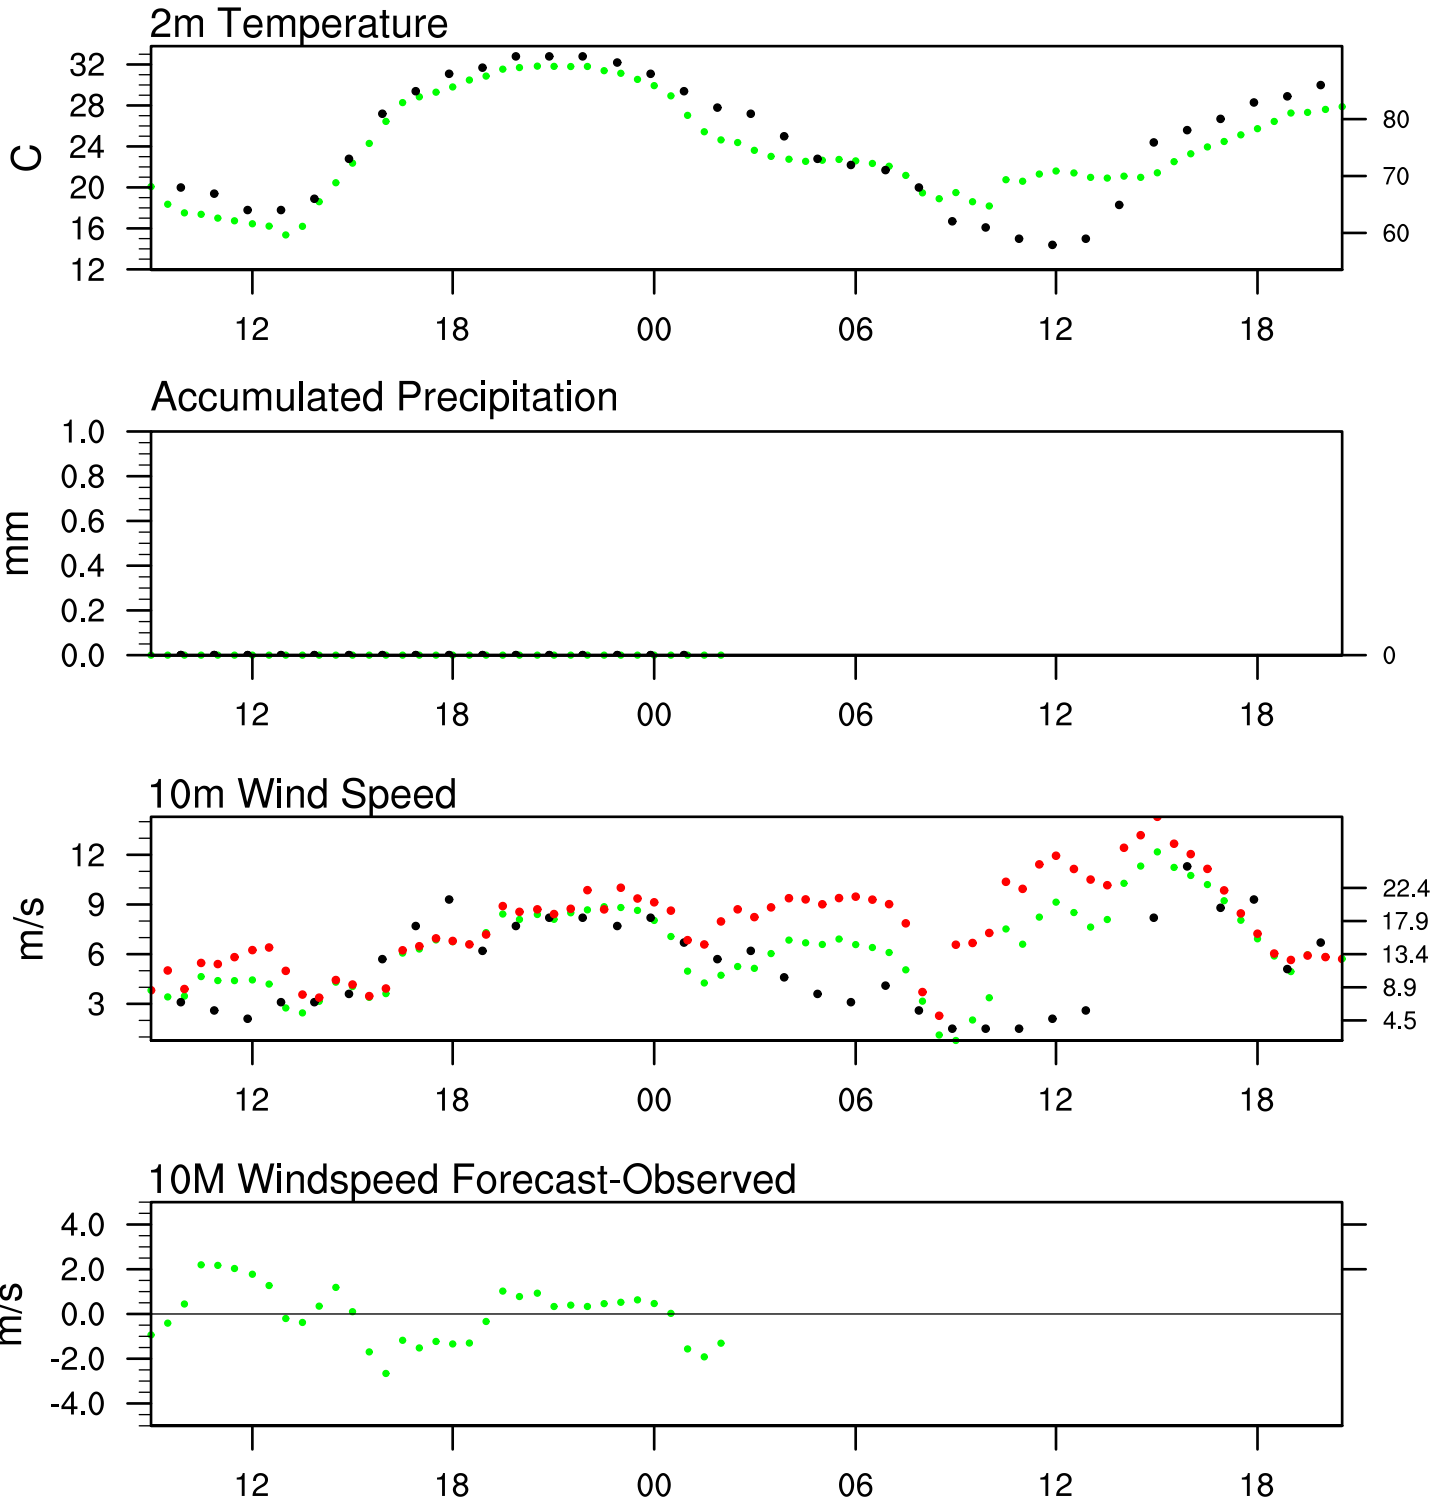 2m Temperature
C
32
28
24
20
16
12
80
70
60
12 18 00 06 12 18
Accumulated Precipitation
mm
1.0
0.8
0.6
0.4
0.2
0.0
0
12 18 00 06 12 18
10m Wind Speed
m/s
12
9
6
3
22.4
17.9
13.4
8.9
4.5
12 18 00 06 12 18
10M Windspeed Forecast-Observed
m/s
4.0
2.0
0.0
-2.0
-4.0
12 18 00 06 12 18